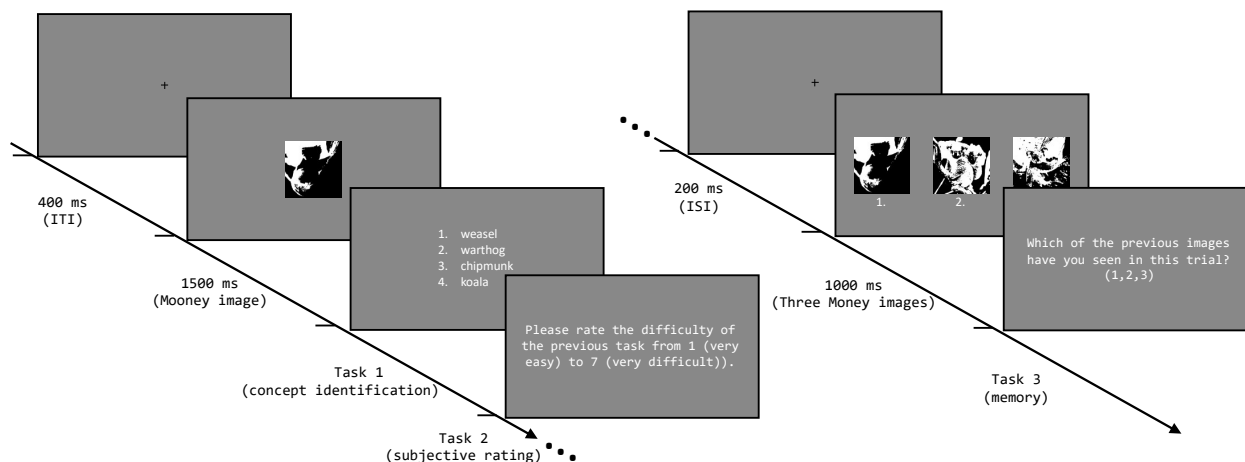 +
400 ms
(ITI)
1500 ms
(Mooney image)
1. weasel
2. warthog
3. chipmunk
4. koala
Task 1
(concept identification)
Please rate the difficulty of
the previous task from 1 (very
easy) to 7 (very difficult)).
Task 2
(subjective rating)
+
200 ms
(ISI)
1. 2.
1000 ms
(Three Money images)
Which of the previous images
have you seen in this trial?
(1,2,3)
Task 3
(memory)